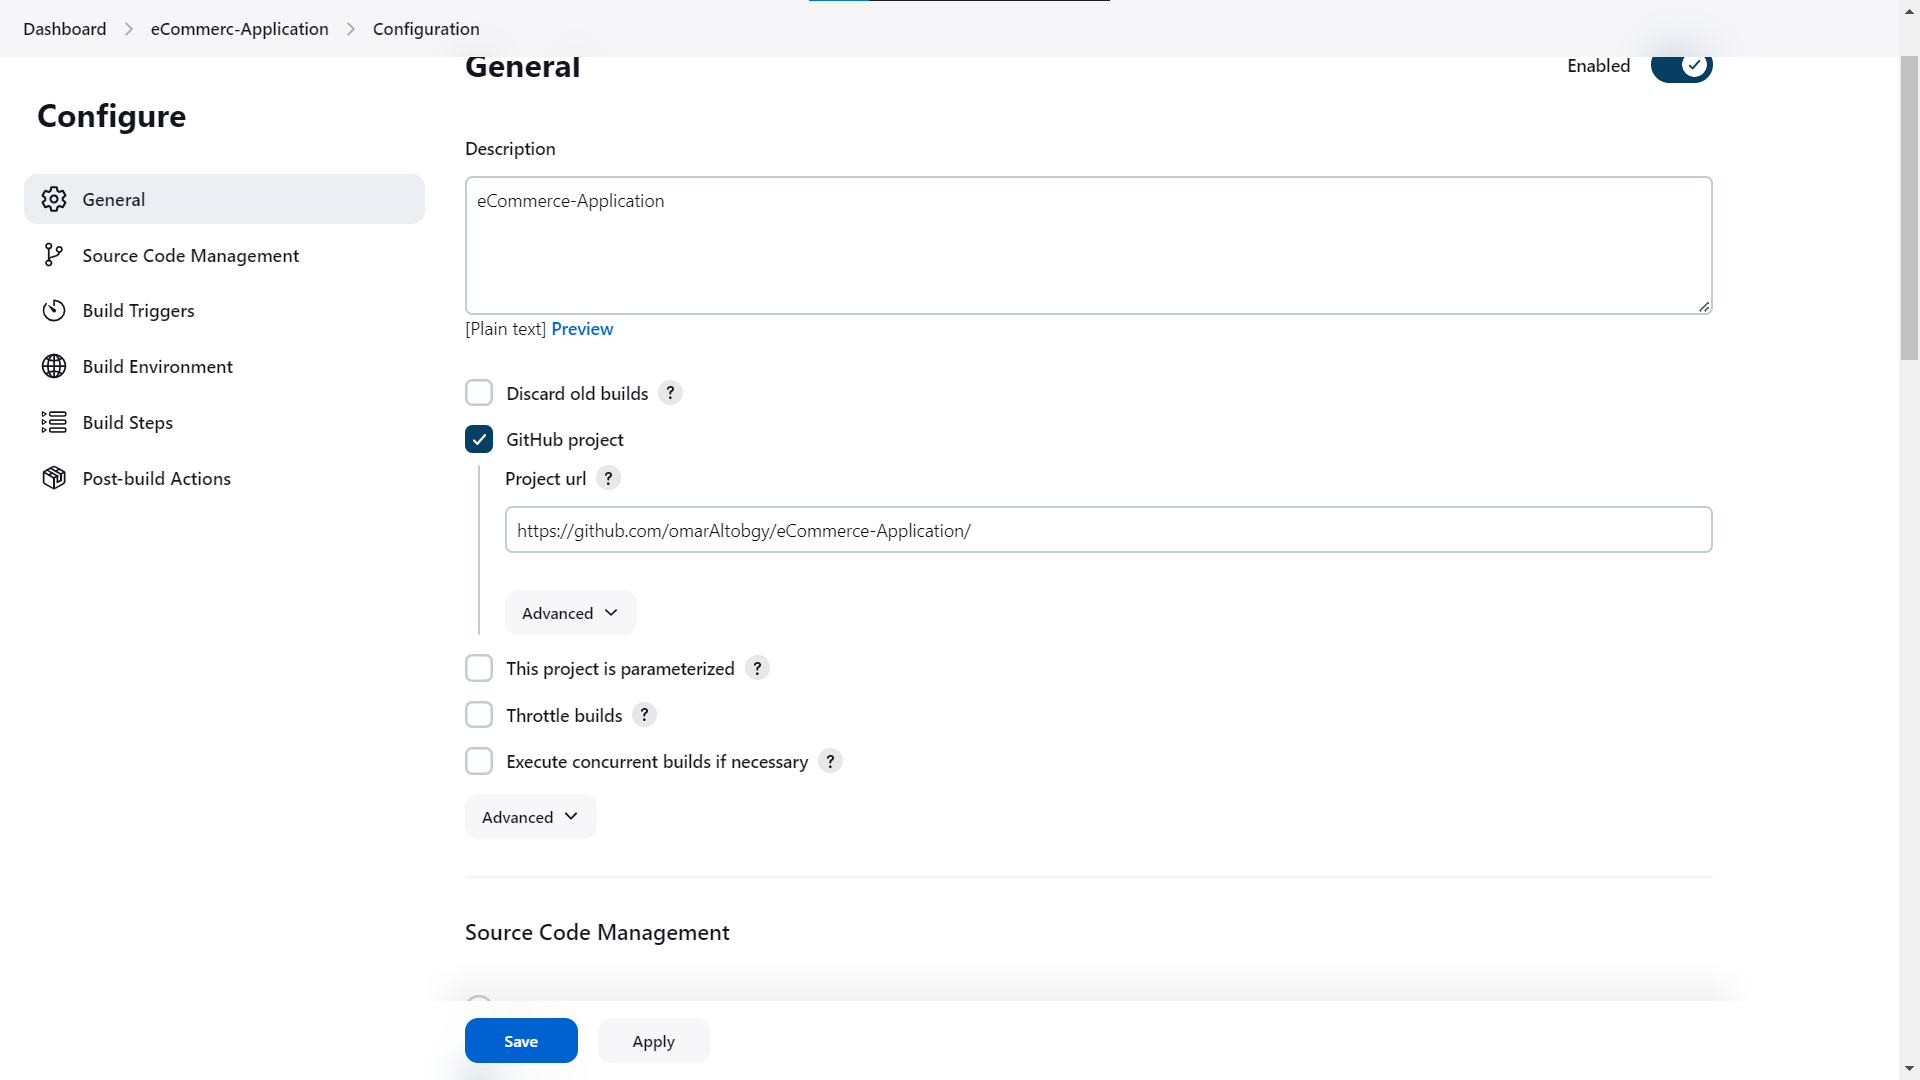 Dashboard > eCommerc-Application > Configuration
Configure
General
Source Code Management
Build Triggers
Build Environment
Build Steps
Post-build Actions
General
Enabled
Description
eCommerce-Application
[Plain text] Preview
Discard old builds ?
GitHub project
Project url ?
https://github.com/omarAltobgy/eCommerce-Application/
Advanced
This project is parameterized ?
Throttle builds ?
Execute concurrent builds if necessary ?
Advanced
Source Code Management
Save
Apply